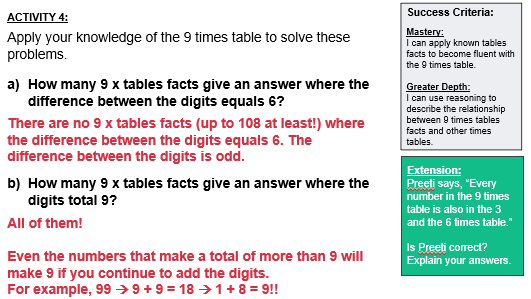 ACTIVITY 4:
Apply your knowledge of the 9 times table to solve these
problems.
a) How many 9 x tables facts give an answer where the
difference between the digits equals 6?
There are no 9 x tables facts (up to 108 at least!) where
the difference between the digits equals 6. The
difference between the digits is odd.
b) How many 9 x tables facts give an answer where the
digits total 9?
All of them!
Even the numbers that make a total of more than 9 will
make 9 if you continue to add the digits.
For example, 99 → 9 + 9 = 18 → 1 + 8 = 9!!
Success Criteria:
Mastery:
I can apply known tables
facts to become fluent with
the 9 times table.
Greater Depth:
I can use reasoning to
describe the relationship
between 9 times tables
facts and other times
tables.
Extension:
Preeti says, “Every
number in the 9 times
table is also in the 3
and the 6 times table.”
Is Preeti correct?
Explain your answers.